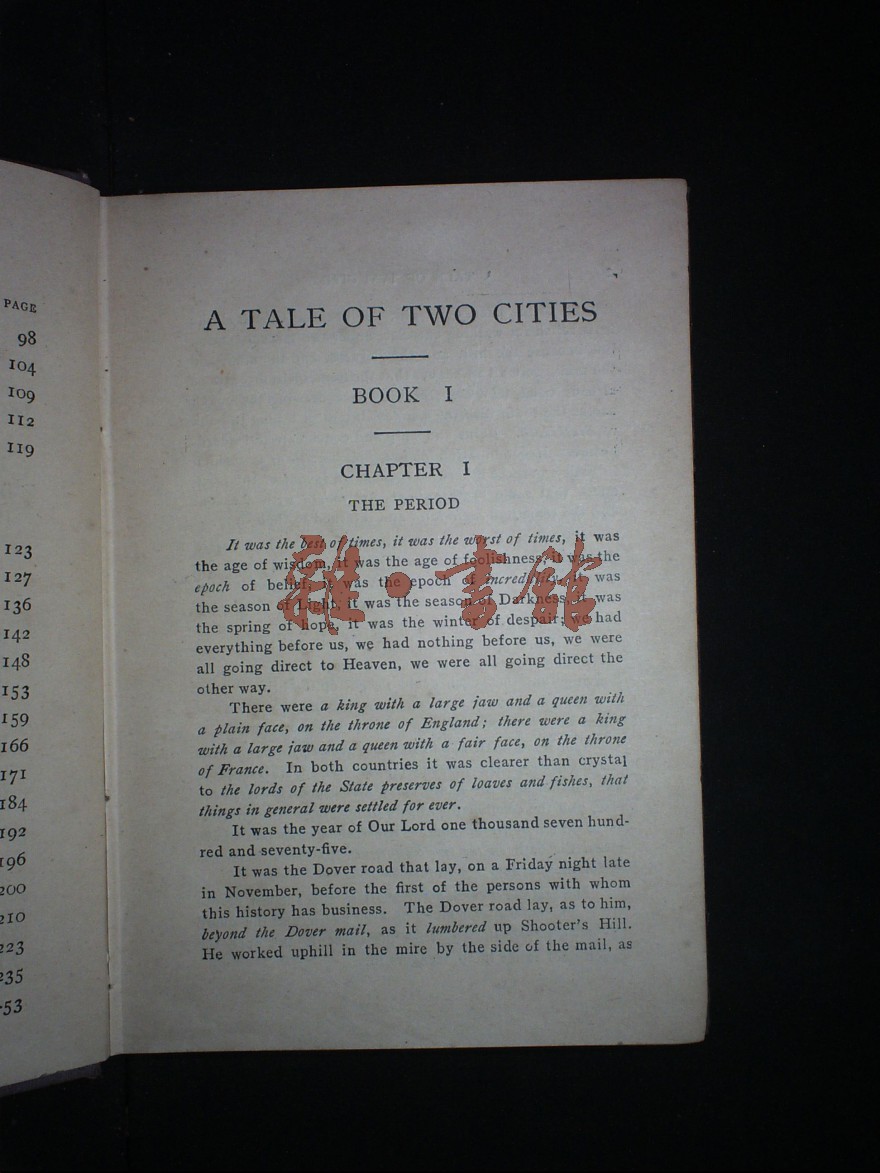 PAGE
98
104
109
112
119
123
127
136
142
148
153
159
166
171
184
192
196
200
210
223
235
53
A TALE OF TWO CITIES
BOOK I
CHAPTER I
THE PERIOD
It was the best of times, it was the worst of times, it was
the age of wisdom, it was the age of foolishness, it was the
epoch of belief, it was the epoch of incredulity, it was
the season of Light, it was the season of Darkness, it was
the spring of hope, it was the winter of despair; we had
everything before us, we had nothing before us, we were
all going direct to Heaven, we were all going direct the
other way.
There were a king with a large jaw and a queen with
a plain face, on the throne of England; there were a king
with a large jaw and a queen with a fair face, on the throne
of France. In both countries it was clearer than crystal
to the lords of the State preserves of loaves and fishes, that
things in general were settled for ever.
It was the year of Our Lord one thousand seven hund-
red and seventy-five.
It was the Dover road that lay, on a Friday night late
in November, before the first of the persons with whom
this history has business. The Dover road lay, as to him,
beyond the Dover mail, as it lumbered up Shooter's Hill.
He worked uphill in the mire by the side of the mail, as
雅·書館